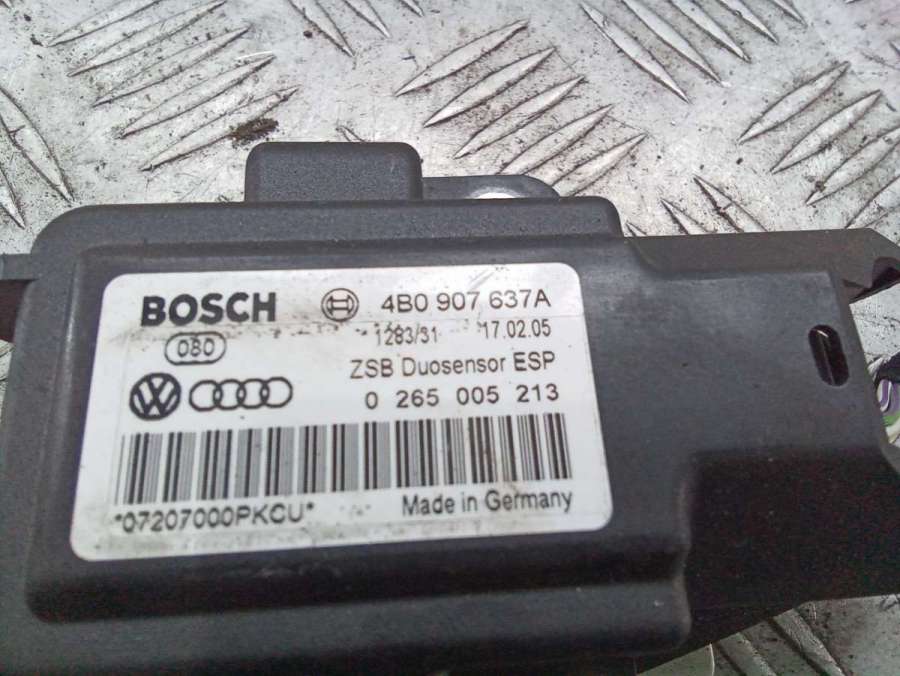 BOSCH 4B0 907 637A
1283/31 17.02.05
080
ZSB Duosensor ESP
0 265 005 213
*07207000PKCU*
Made in Germany